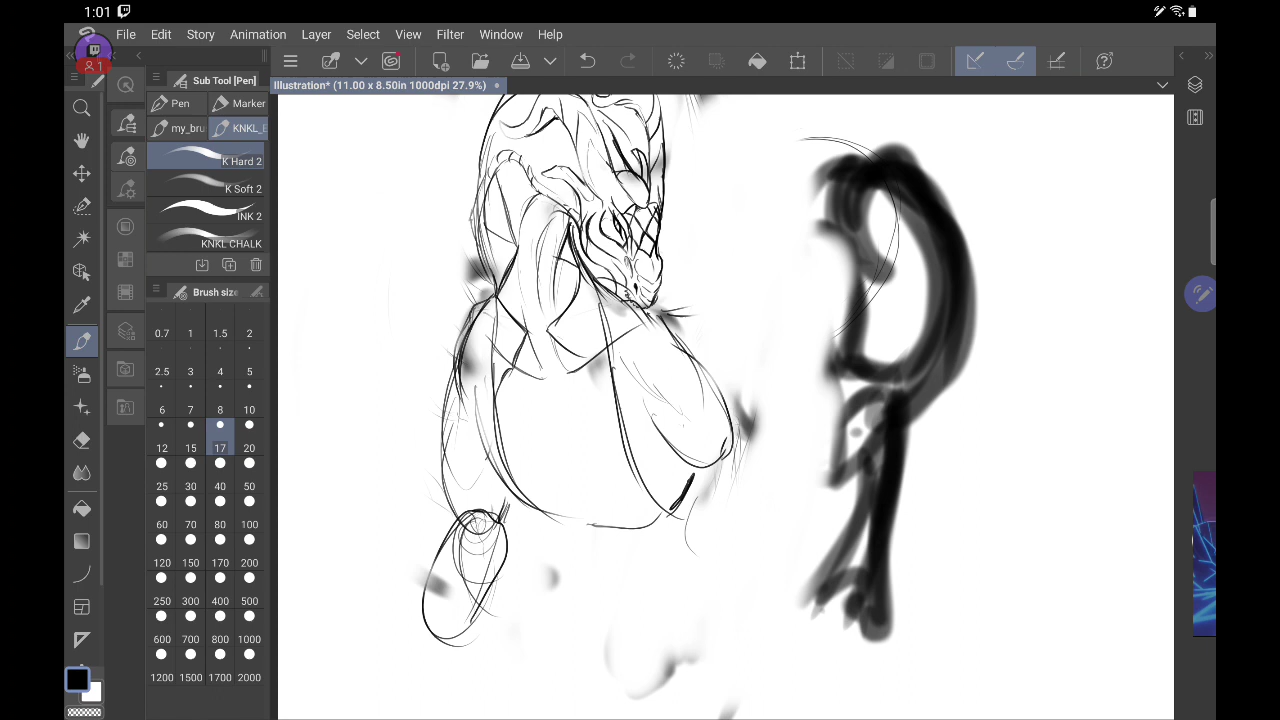 1:01
File Edit Story Animation Layer Select View Filter Window Help
1
Sub Tool [Pen]
Illustration* (11.00 x 8.50in 1000dpi 27.9%)
Pen Marker
my_bru KNKL_E
K Hard 2
K Soft 2
INK 2
KNKL CHALK
Brush size
0.7 1 1.5 2
2.5 3 4 5
6 7 8 10
12 15 17 20
25 30 40 50
60 70 80 100
120 150 170 200
250 300 400 500
600 700 800 1000
1200 1500 1700 2000